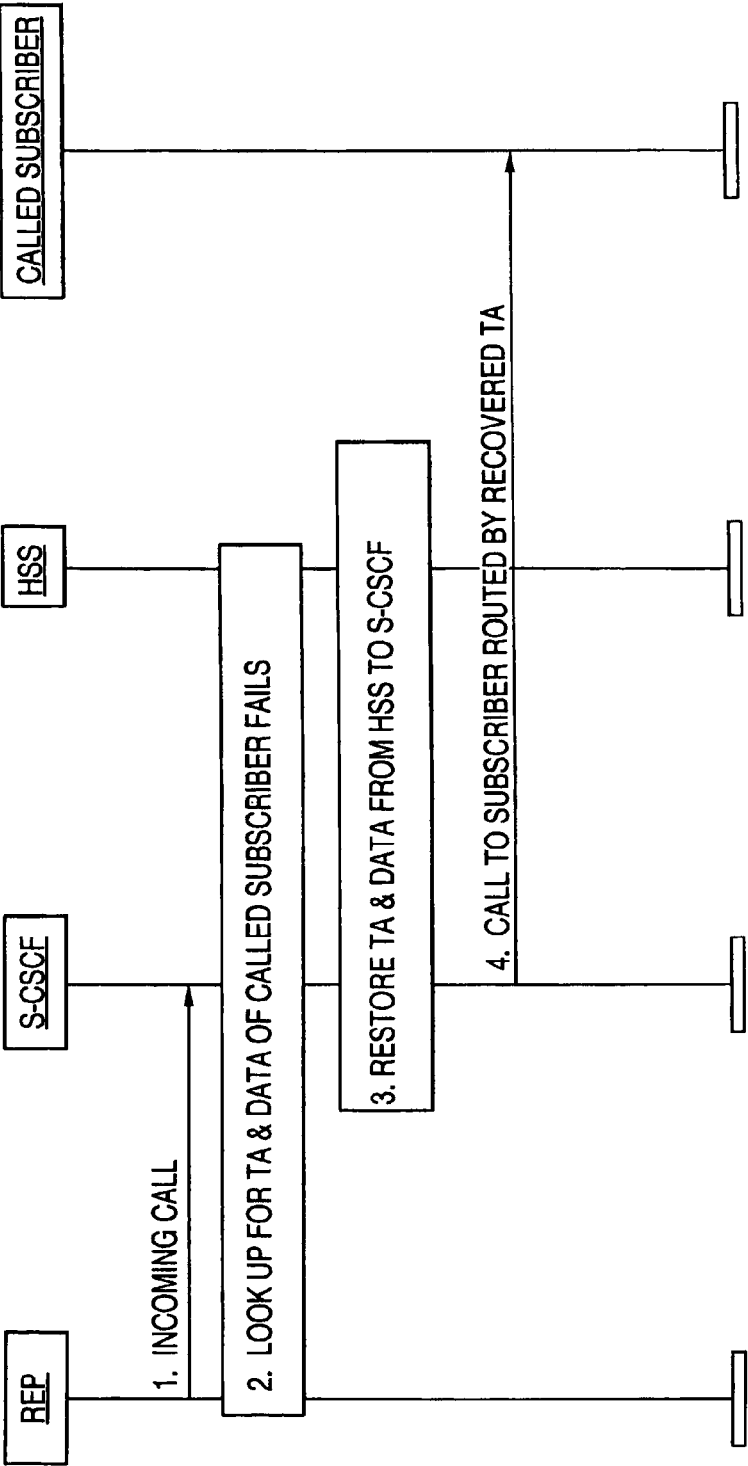 REP
S-CSCF
HSS
CALLED SUBSCRIBER
1. INCOMING CALL
2. LOOK UP FOR TA & DATA OF CALLED SUBSCRIBER FAILS
3. RESTORE TA & DATA FROM HSS TO S-CSCF
4. CALL TO SUBSCRIBER ROUTED BY RECOVERED TA